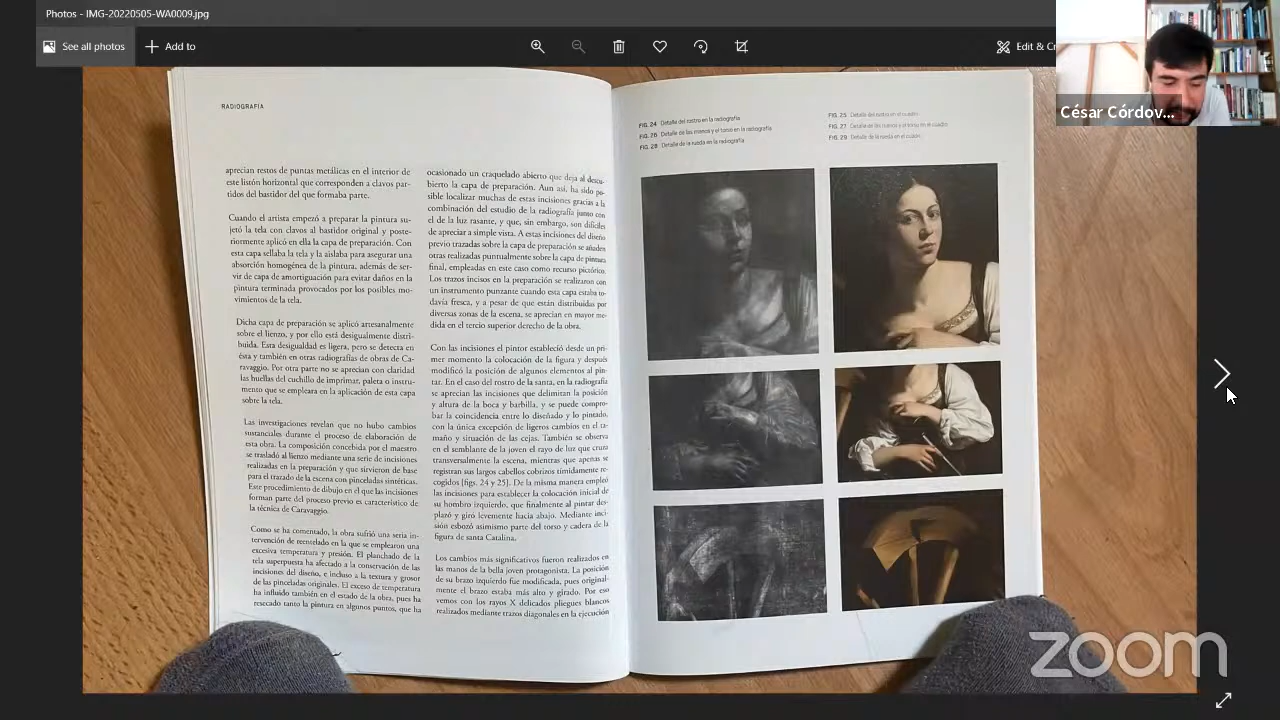 Photos - IMG-20220505-WA0009.jpg
See all photos
Add to
Edit & Cr
César Córdov...
RADIOGRAFÍA
aprecian restos de puntas metálicas en el interior de
este listón horizontal que corresponden a clavos par-
tidos del bastidor del que formaba parte.
Cuando el artista empezó a preparar la pintura su-
jetó la tela con clavos al bastidor original y poste-
riormente aplicó en ella la capa de preparación. Con
esta capa sellaba la tela y la aislaba para asegurar una
absorción homogénea de la pintura, además de ser-
vir de capa de amortiguación para evitar daños en la
pintura terminada provocados por los posibles mo-
vimientos de la tela.
Dicha capa de preparación se aplicó artesanalmente
sobre el lienzo, y por ello está desigualmente distri-
buida. Esta desigualdad es ligera, pero se detecta en
ésta y también en otras radiografías de obras de Ca-
ravaggio. Por otra parte no se aprecian con claridad
las huellas del cuchillo de imprimar, paleta o instru-
mento que se empleara en la aplicación de esta capa
sobre la tela.
Las investigaciones revelan que no hubo cambios
sustanciales durante el proceso de elaboración de
esta obra. La composición concebida por el maestro
se trasladó al lienzo mediante una serie de incisiones
realizadas en la preparación y que sirvieron de base
para el trazado de la escena con pinceladas sintéticas.
Este procedimiento de dibujo en el que las incisiones
forman parte del proceso previo es característico de
la técnica de Caravaggio.
Como se ha comentado, la obra sufrió una seria in-
tervención de reentelado en la que se emplearon una
excesiva temperatura y presión. El planchado de la
tela superpuesta ha afectado a la conservación de las
incisiones del diseño, e incluso a la textura y grosor
de las pinceladas originales. El exceso de temperatura
ha influido también en el estado de la obra, pues ha
resecado tanto la pintura en algunos puntos, que ha
ocasionado un craquelado abierto que deja al descu-
bierto la capa de preparación. Aun así, ha sido po-
sible localizar muchas de estas incisiones gracias a la
combinación del estudio de la radiografía junto con
el de la luz rasante, y que, sin embargo, son difíciles
de apreciar a simple vista. A estas incisiones del diseño
previo trazadas sobre la capa de preparación se añaden
otras realizadas puntualmente sobre la capa de pintura
final, empleadas en este caso como recurso pictórico.
Los trazos incisos en la preparación se realizaron con
un instrumento punzante cuando esta capa estaba to-
davía fresca, y a pesar de que están distribuidas por
diversas zonas de la escena, se aprecian en mayor me-
dida en el tercio superior derecho de la obra.
Con las incisiones el pintor estableció desde un pri-
mer momento la colocación de la figura y después
modificó la posición de algunos elementos al pin-
tar. En el caso del rostro de la santa, en la radiografía
se aprecian las incisiones que delimitan la posición
y altura de la boca y barbilla, y se puede compro-
bar la coincidencia entre lo diseñado y lo pintado,
con la única excepción de ligeros cambios en el ta-
maño y situación de las cejas. También se observa
en el semblante de la joven el rayo de luz que cruza
transversalmente la escena, mientras que apenas se
registran sus largos cabellos cobrizos tímidamente re-
cogidos [figs. 24 y 25]. De la misma manera empleó
las incisiones para establecer la colocación inicial de
su hombro izquierdo, que finalmente al pintar des-
plazó y giró levemente hacia abajo. Mediante inci-
sión esbozó asimismo parte del torso y cadera de la
figura de santa Catalina.
Los cambios más significativos fueron realizados en
las manos de la bella joven protagonista. La posición
de su brazo izquierdo fue modificada, pues original-
mente el brazo estaba más alto y girado. Por eso
vemos con los rayos X delicados pliegues blancos
realizados mediante trazos diagonales en la ejecución
FIG. 24 Detalle del rostro en la radiografía
FIG. 26 Detalle de las manos y el torso en la radiografía
FIG. 28 Detalle de la rueda en la radiografía
FIG. 25 Detalle del rostro en el cuadro
FIG. 27 Detalle de las manos y el torso en el cuadro
FIG. 29 Detalle de la rueda en el cuadro
zoom